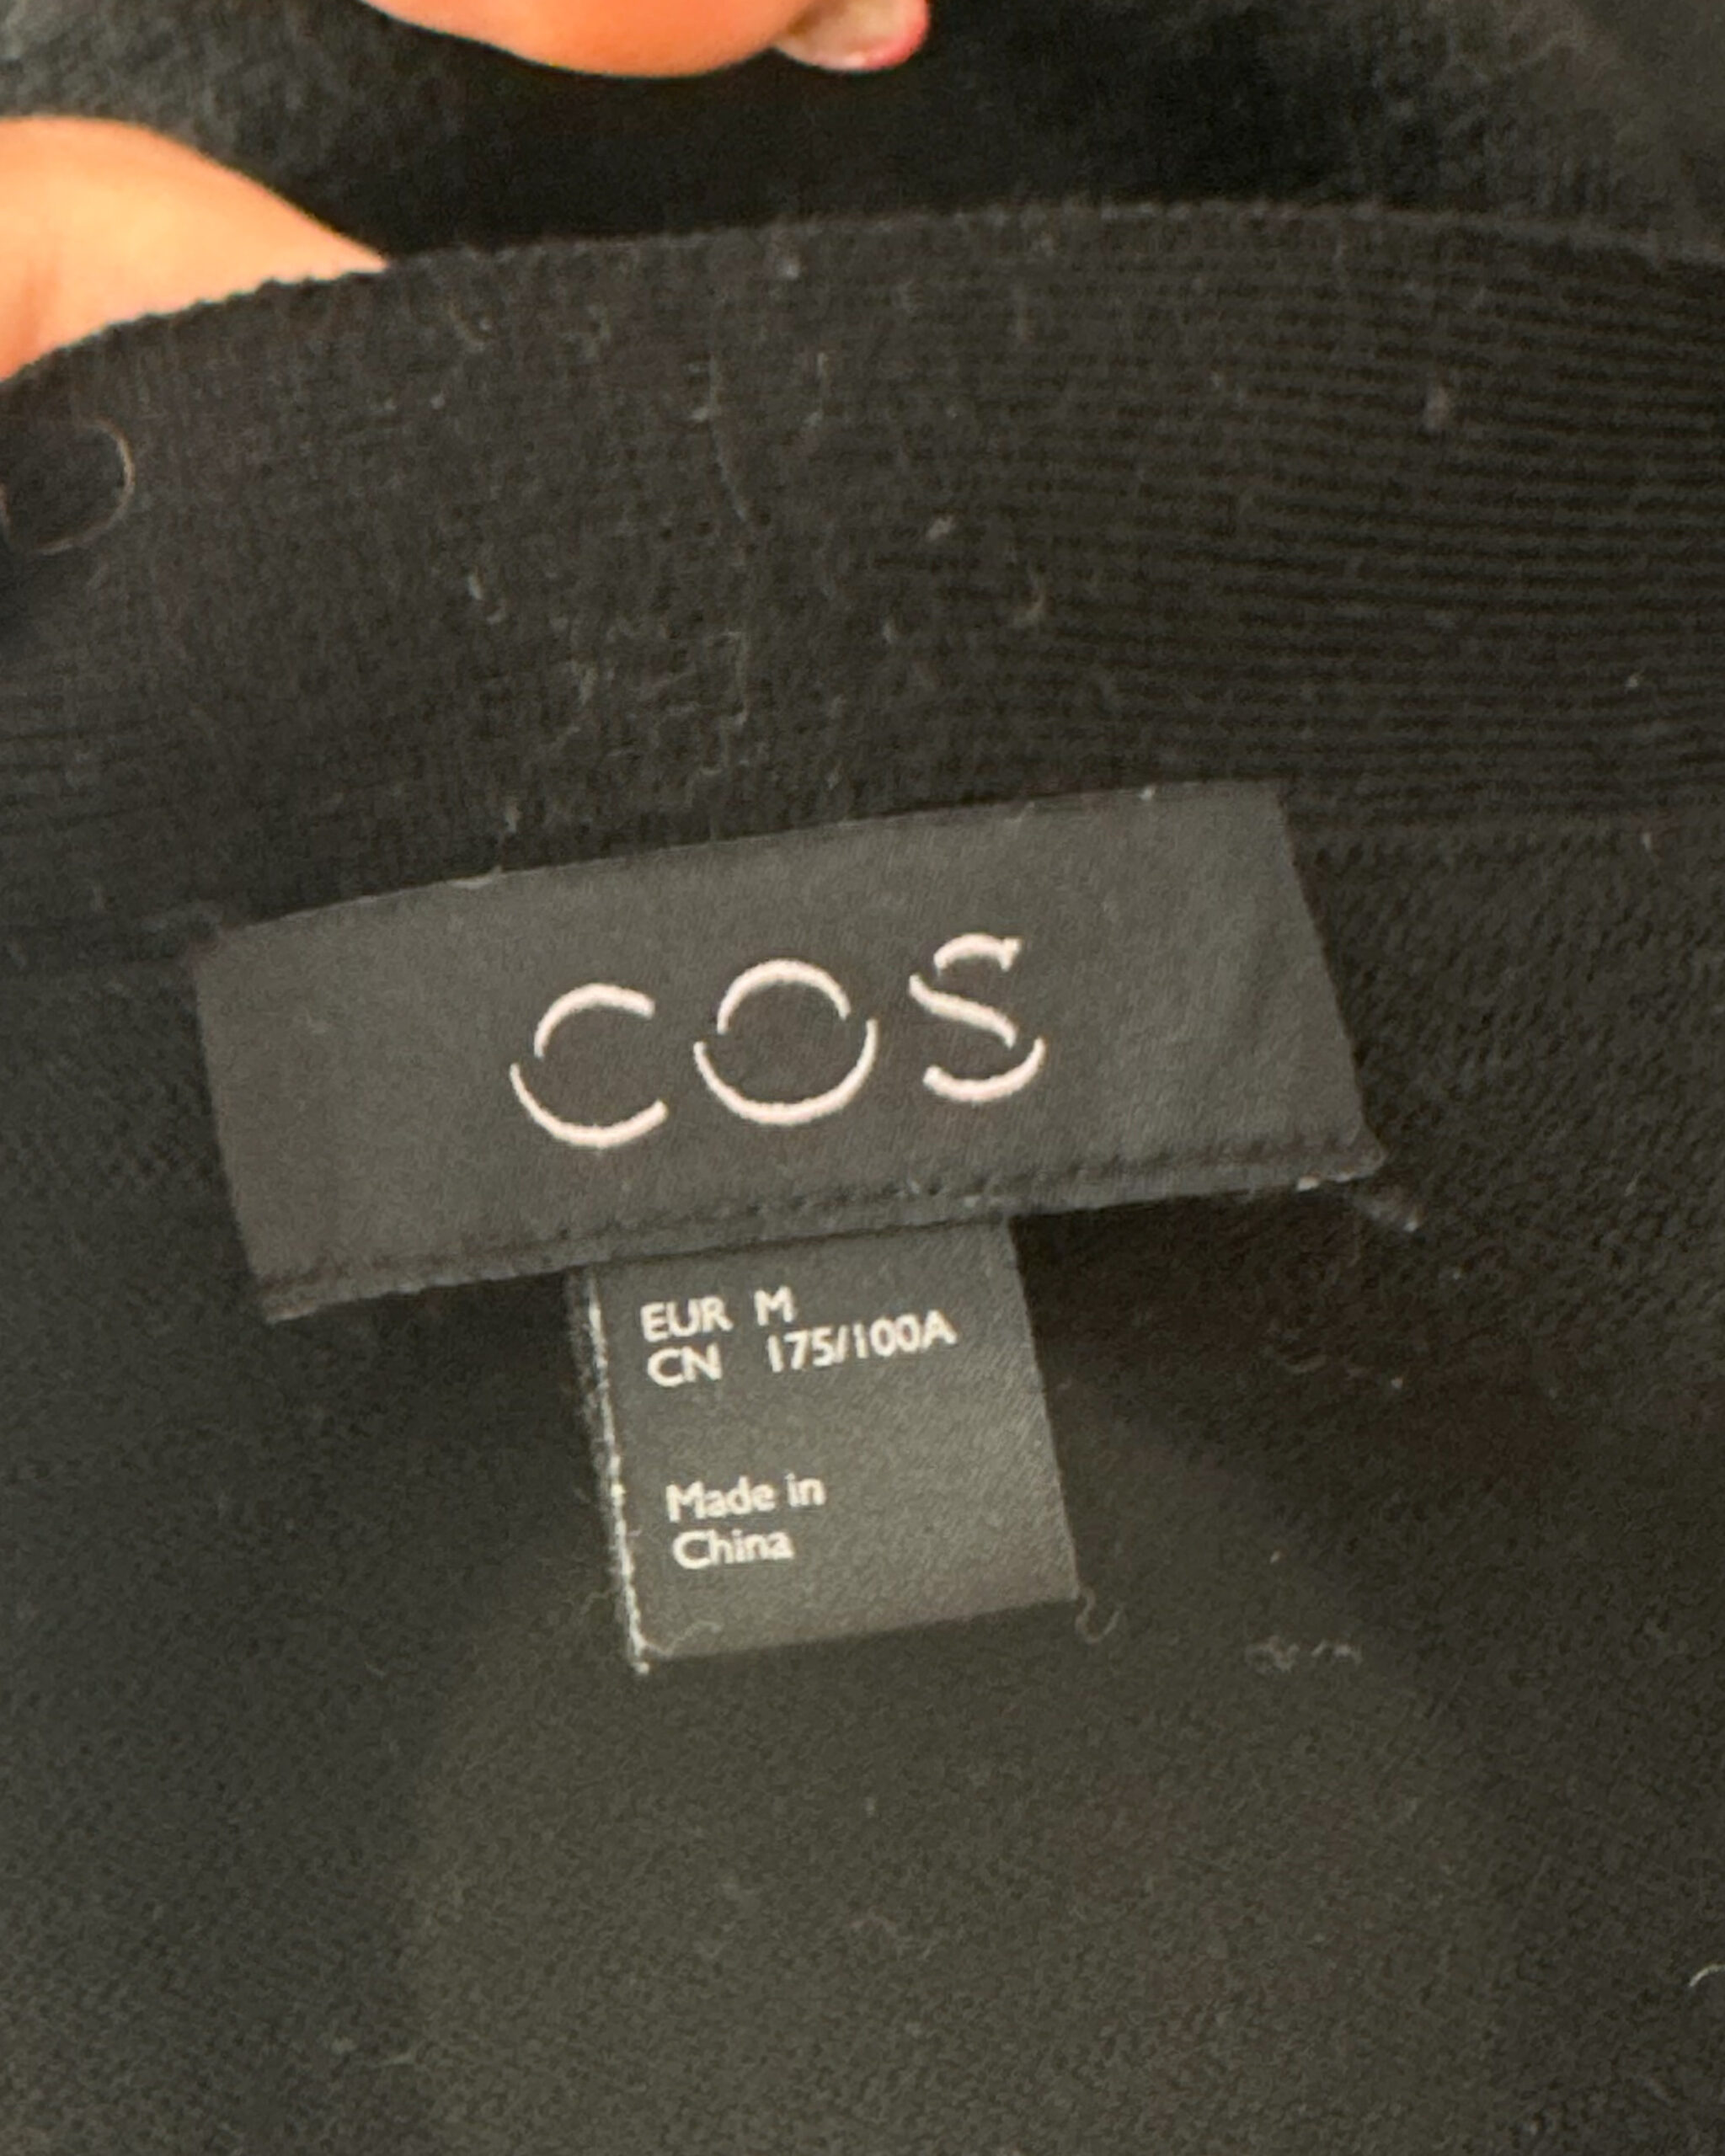 COS
EUR M
CN 175/100A
Made in
China